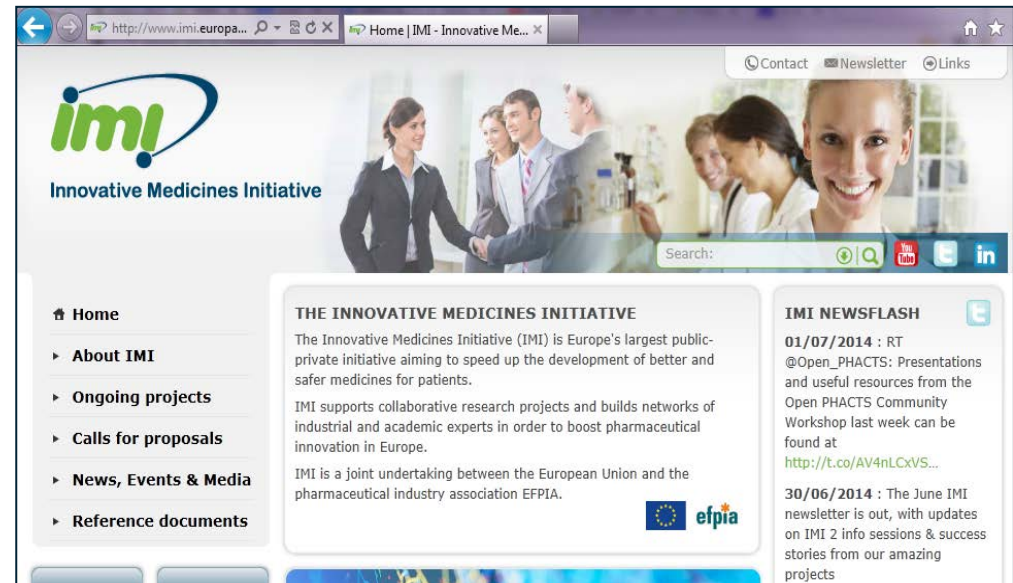 http://www.imi.europa...
Home | IMI - Innovative Me...
Contact
Newsletter
Links
imi
Innovative Medicines Initiative
Search:
You
Tube
in
Home
About IMI
Ongoing projects
Calls for proposals
News, Events & Media
Reference documents
THE INNOVATIVE MEDICINES INITIATIVE
The Innovative Medicines Initiative (IMI) is Europe's largest public-
private initiative aiming to speed up the development of better and
safer medicines for patients.
IMI supports collaborative research projects and builds networks of
industrial and academic experts in order to boost pharmaceutical
innovation in Europe.
IMI is a joint undertaking between the European Union and the
pharmaceutical industry association EFPIA.
efpia
IMI NEWSFLASH
01/07/2014 : RT
@Open_PHACTS: Presentations
and useful resources from the
Open PHACTS Community
Workshop last week can be
found at
http://t.co/AV4nLCxVS...
30/06/2014 : The June IMI
newsletter is out, with updates
on IMI 2 info sessions & success
stories from our amazing
projects